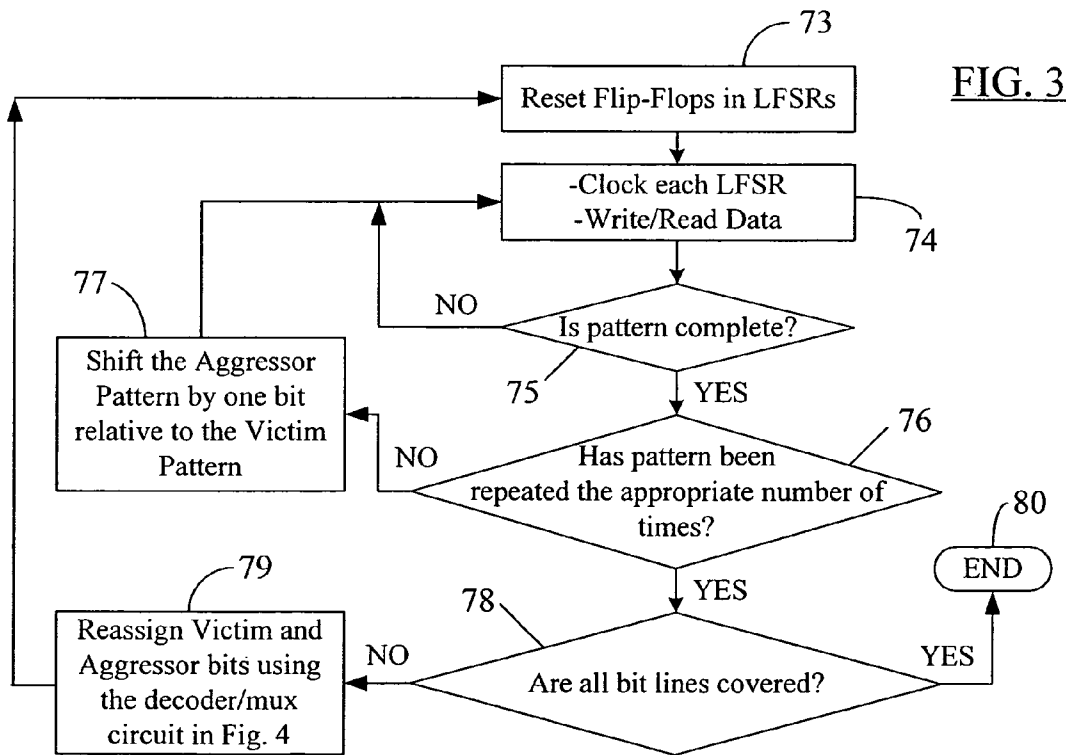 73
FIG. 3
Reset Flip-Flops in LFSRs
-Clock each LFSR
-Write/Read Data
74
77
NO
Is pattern complete?
75
YES
Shift the Aggressor
Pattern by one bit
relative to the Victim
Pattern
76
NO
Has pattern been
repeated the appropriate number of
times?
80
END
79
78
YES
Reassign Victim and
Aggressor bits using
the decoder/mux
circuit in Fig. 4
NO
Are all bit lines covered?
YES